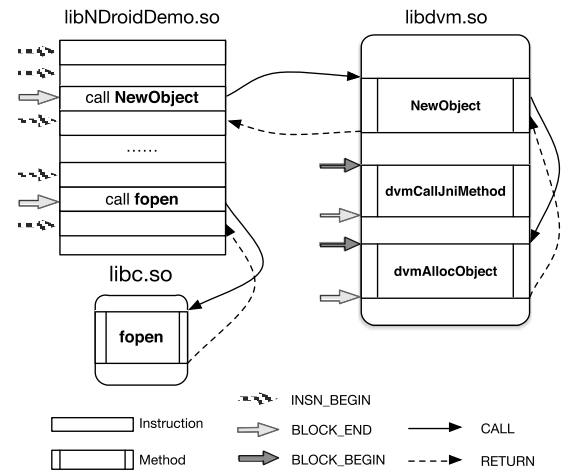 libNDroidDemo.so
libdvm.so
call NewObject
NewObject
......
dvmCallJniMethod
call fopen
dvmAllocObject
libc.so
fopen
INSN_BEGIN
Instruction
BLOCK_END
CALL
Method
BLOCK_BEGIN
RETURN